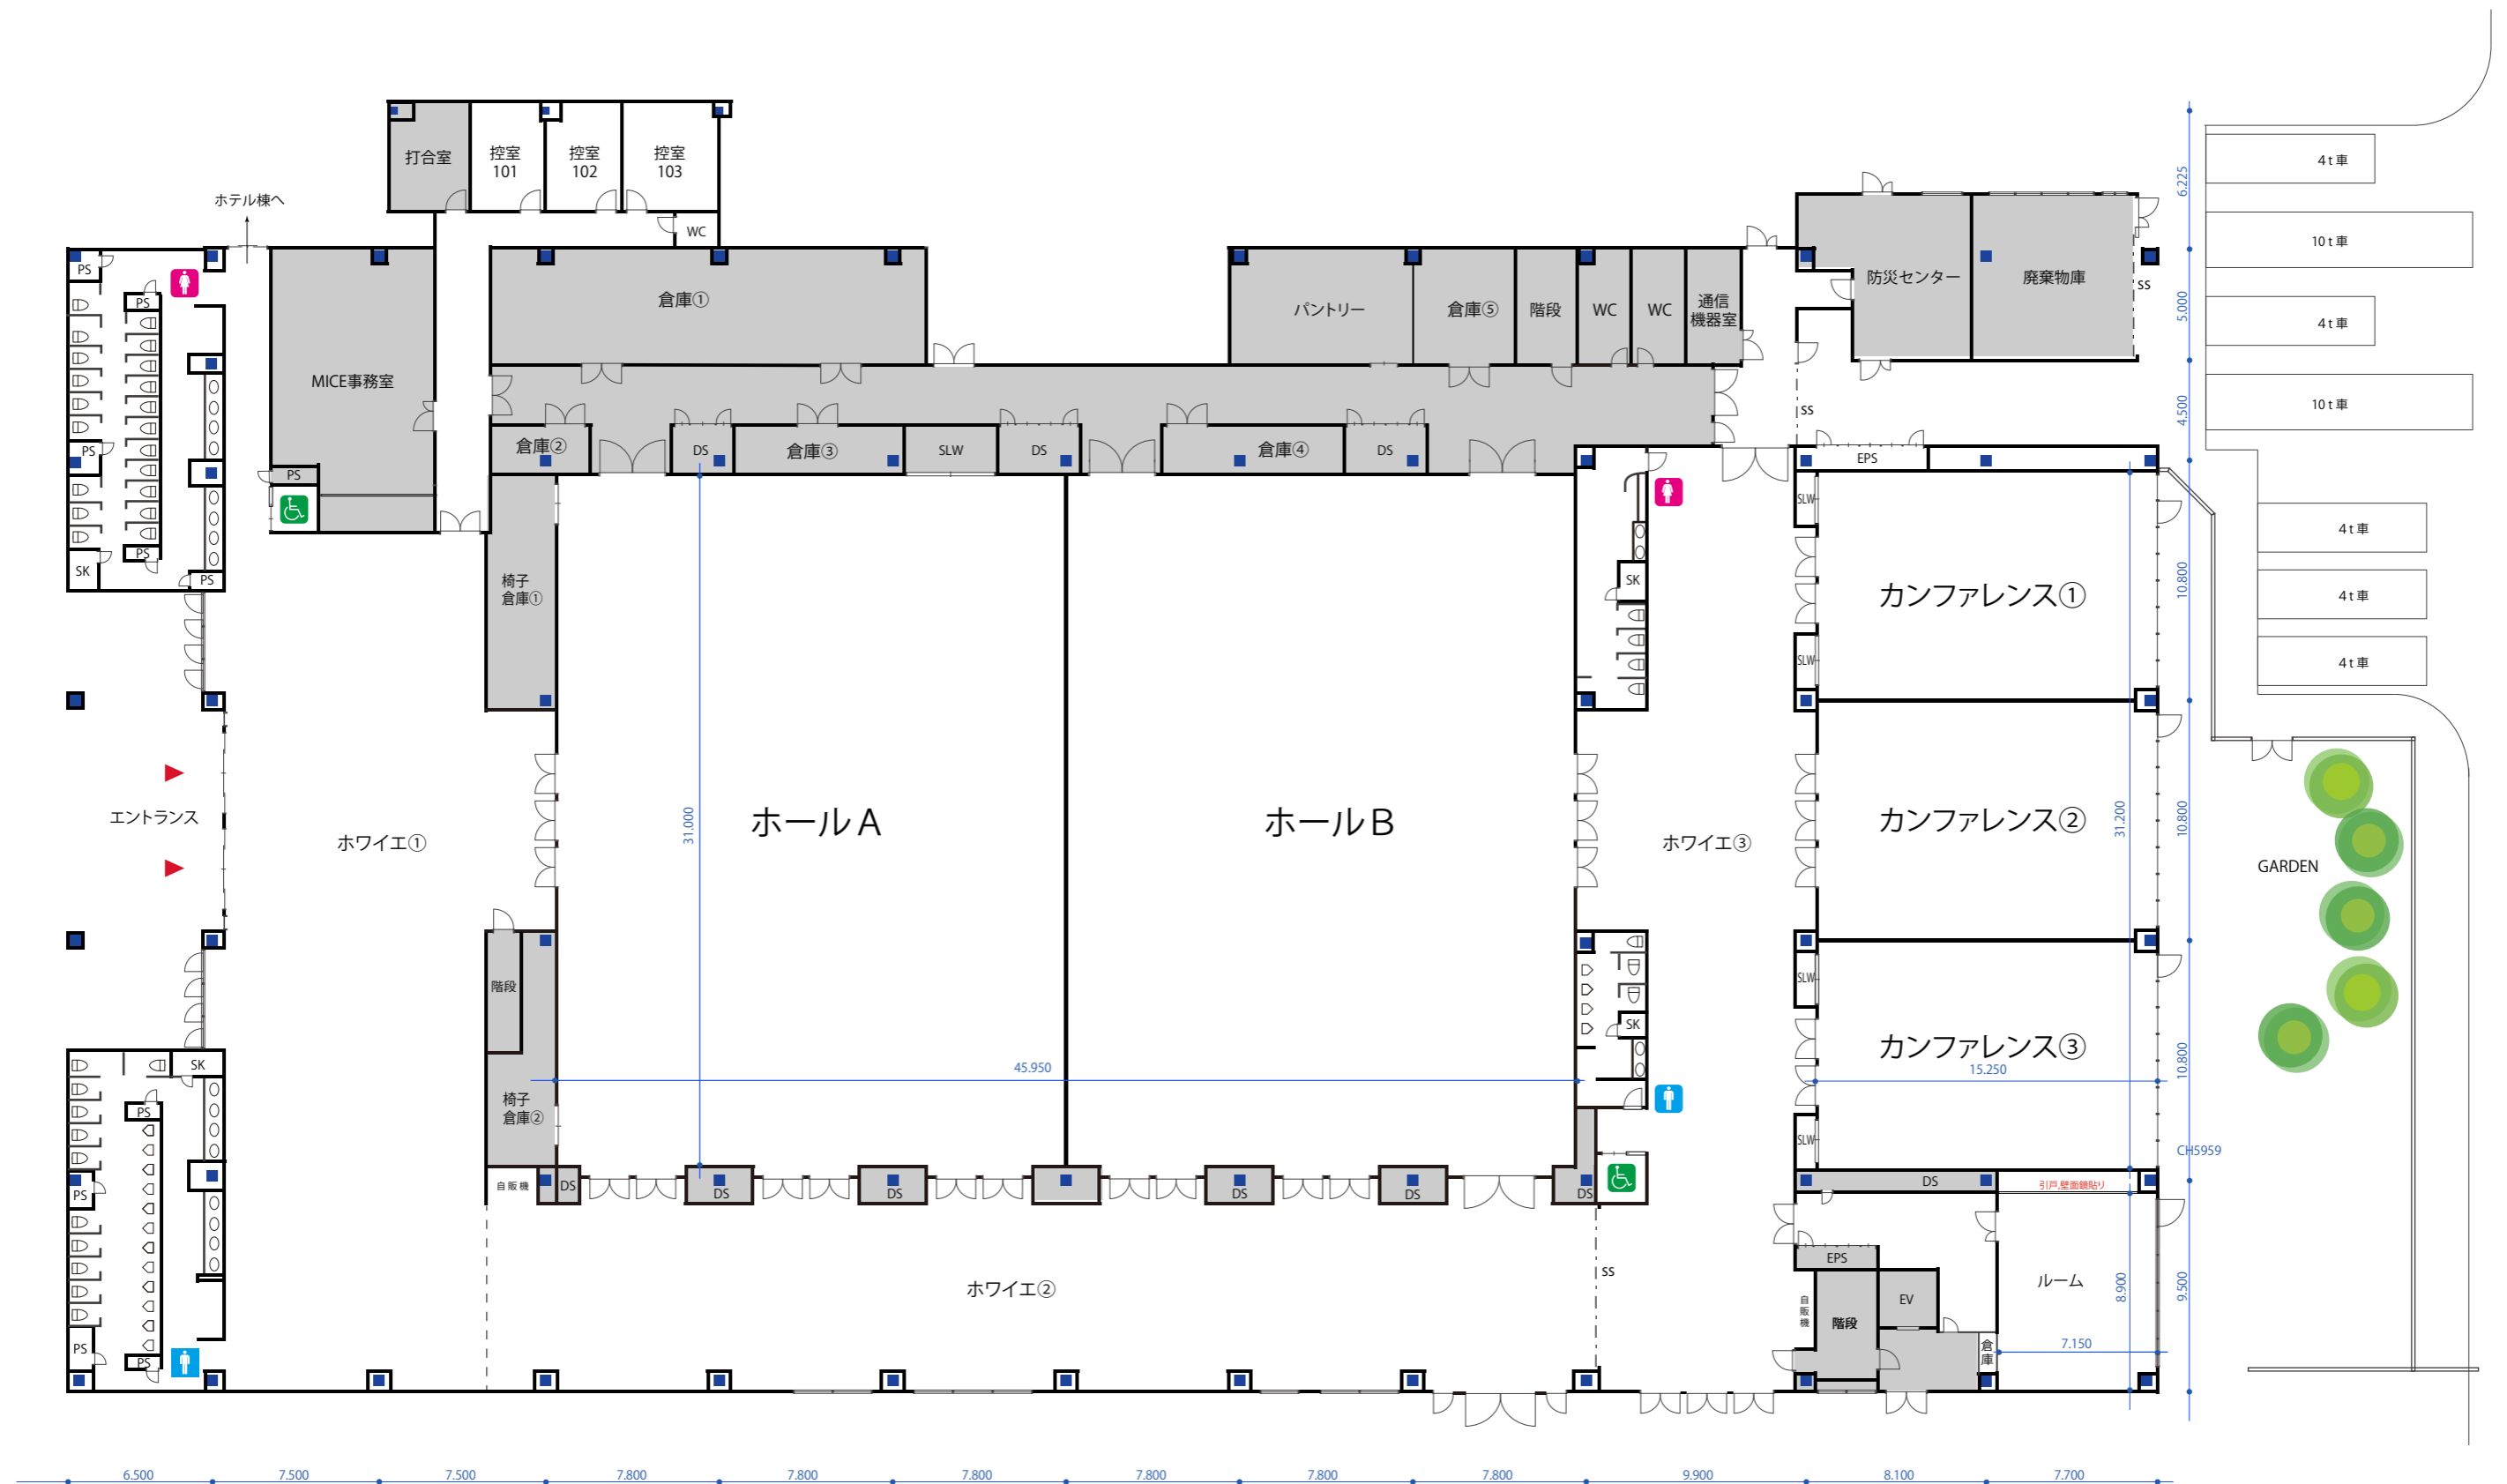 打合室
控室
101
控室
102
控室
103
WC
ホテル棟へ
PS
PS
PS
PS
SK
PS
MICE事務室
PS
倉庫①
倉庫②
DS
倉庫③
SLW
DS
倉庫④
DS
パントリー
倉庫⑤
階段
WC
WC
通信
機器室
防災センター
廃棄物庫
SS
SS
EPS
4t車
10t車
4t車
10t車
4t車
4t車
4t車
6.225
5.000
4.500
10.800
10.800
10.800
9.500
椅子
倉庫①
SK
SLW
SLW
カンファレンス①
カンファレンス②
カンファレンス③
31.200
15.250
CH5959
GARDEN
エントランス
ホワイエ①
ホールA
ホールB
31.000
45.950
ホワイエ③
階段
椅子
倉庫②
自販機
DS
DS
DS
DS
DS
DS
SK
SLW
SLW
DS
引戸,壁面鏡貼り
SK
PS
PS
PS
PS
ホワイエ②
SS
EPS
自販機
階段
EV
倉庫
ルーム
8.900
7.150
6.500
7.500
7.500
7.800
7.800
7.800
7.800
7.800
7.800
9.900
8.100
7.700